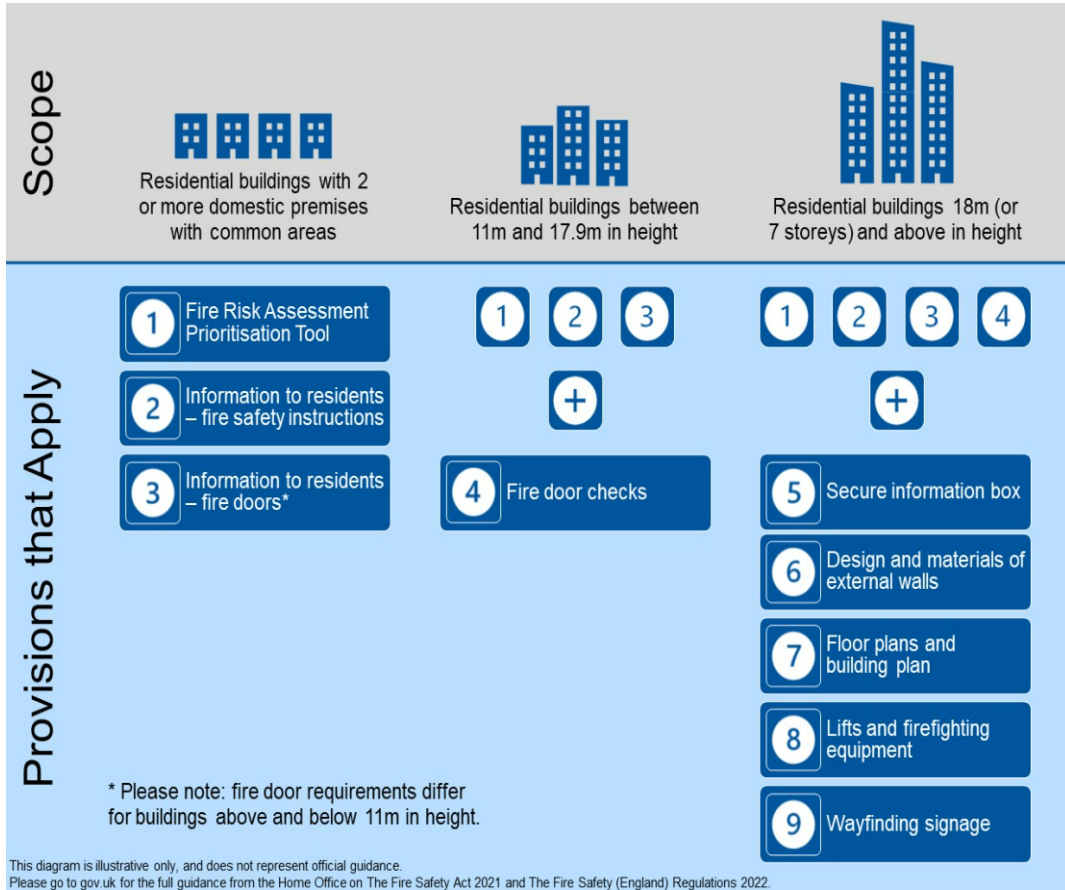 Scope
Residential buildings with 2
or more domestic premises
with common areas
Residential buildings between
11m and 17.9m in height
Residential buildings 18m (or
7 storeys) and above in height
Provisions that Apply
1 Fire Risk Assessment
Prioritisation Tool
2 Information to residents
– fire safety instructions
3 Information to residents
– fire doors*
1 2 3
+
4 Fire door checks
1 2 3 4
+
5 Secure information box
6 Design and materials of
external walls
7 Floor plans and
building plan
8 Lifts and firefighting
equipment
9 Wayfinding signage
* Please note: fire door requirements differ
for buildings above and below 11m in height.
This diagram is illustrative only, and does not represent official guidance.
Please go to gov.uk for the full guidance from the Home Office on The Fire Safety Act 2021 and The Fire Safety (England) Regulations 2022.